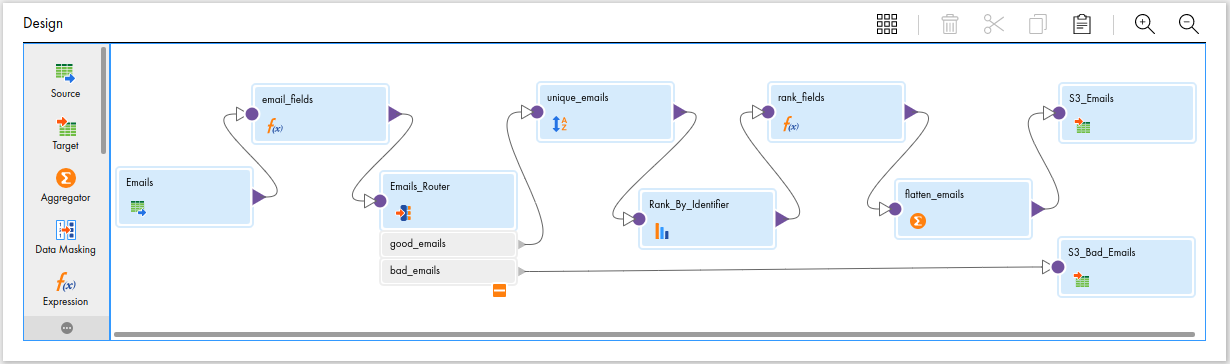 Design
Source
Target
Aggregator
Data Masking
Expression
Emails
email_fields
f(x)
Emails_Router
good_emails
bad_emails
unique_emails
A
Z
Rank_By_Identifier
rank_fields
f(x)
flatten_emails
S3_Emails
S3_Bad_Emails